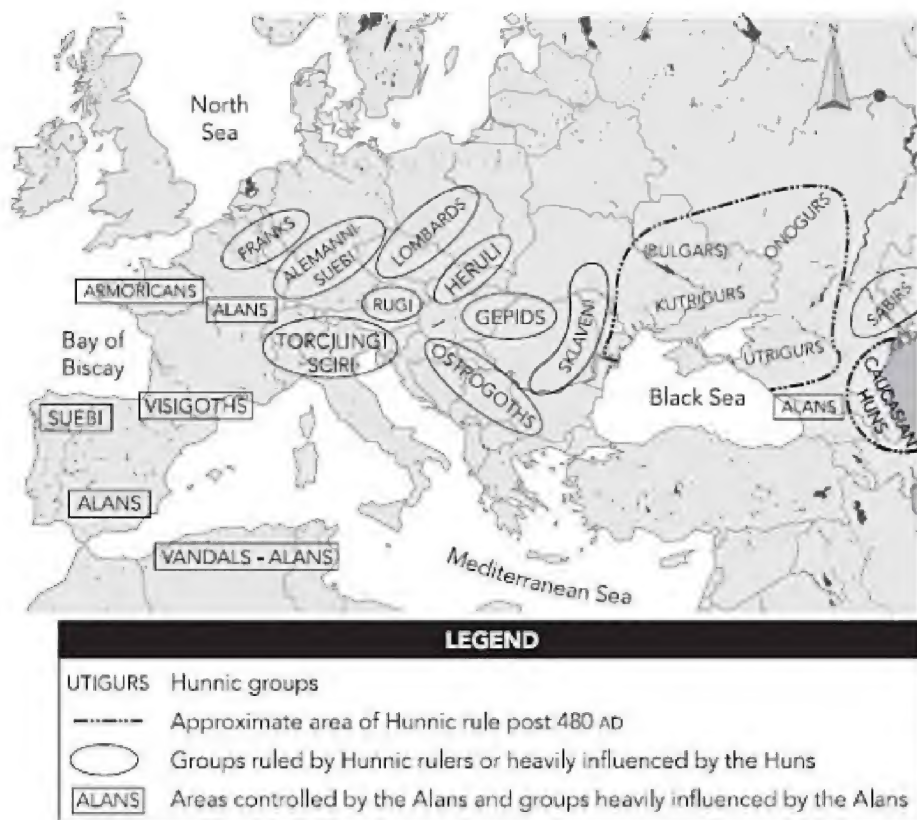 N
North
Sea
FRANKS
ALEMANNI
SUEBI
LOMBARDS
HERULI
(BULGARS)
ONOGURS
KUTRIGURS
SABIRS
ARMORICANS
ALANS
RUGI
GEPIDS
SKLAVENI
UTRIGURS
TORCILINGI
SCIRI
OSTROGOTHS
Bay of
Biscay
Black Sea
ALANS
CAUCASIAN
HUNS
VISIGOTHS
SUEBI
ALANS
VANDALS - ALANS
Mediterranean Sea
LEGEND
UTIGURS Hunnic groups
Approximate area of Hunnic rule post 480 AD
Groups ruled by Hunnic rulers or heavily influenced by the Huns
ALANS Areas controlled by the Alans and groups heavily influenced by the Alans